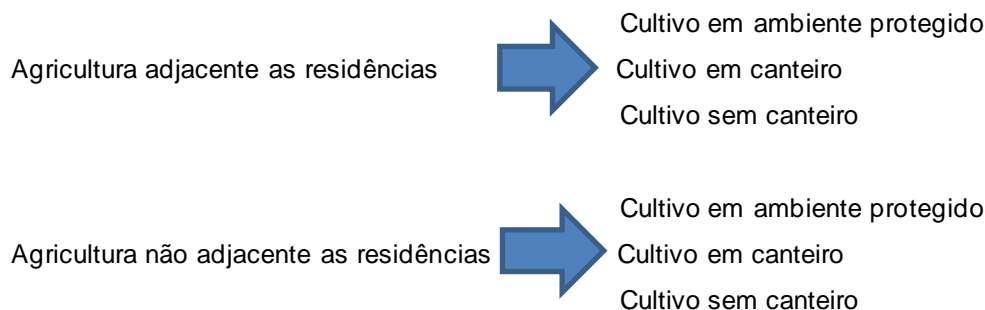 Cultivo em ambiente protegido
Agricultura adjacente as residências
Cultivo em canteiro
Cultivo sem canteiro
Cultivo em ambiente protegido
Agricultura não adjacente as residências
Cultivo em canteiro
Cultivo sem canteiro